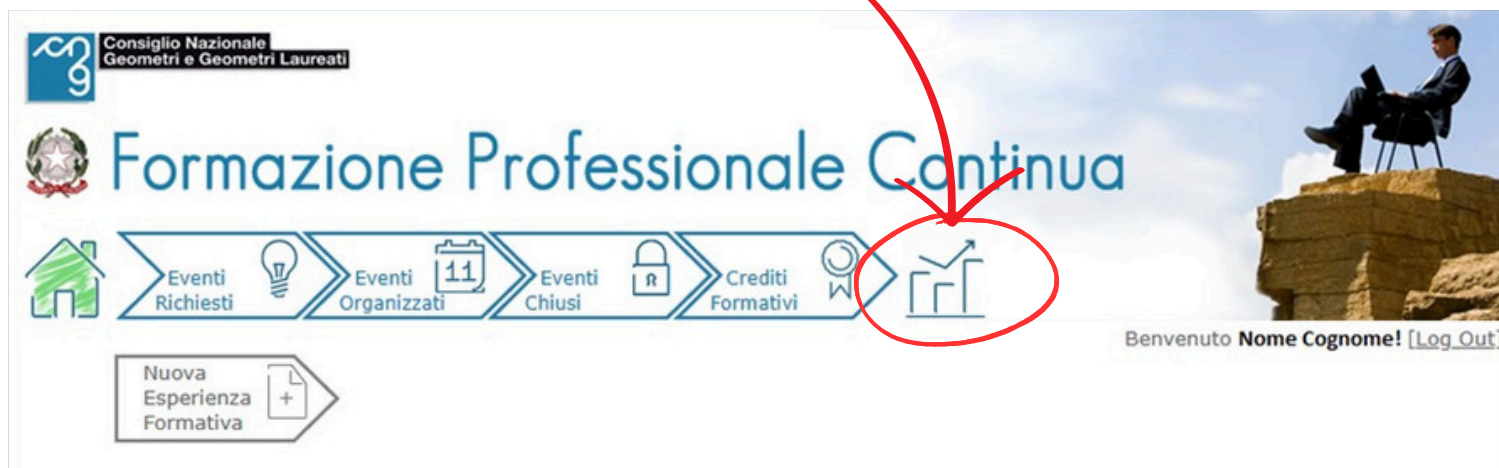 cng
Consiglio Nazionale
Geometri e Geometri Laureati
Formazione Professionale Continua
Eventi
Richiesti
Eventi
Organizzati
11
Eventi
Chiusi
R
Crediti
Formativi
Benvenuto Nome Cognome! [Log Out]
Nuova
Esperienza
Formativa
+